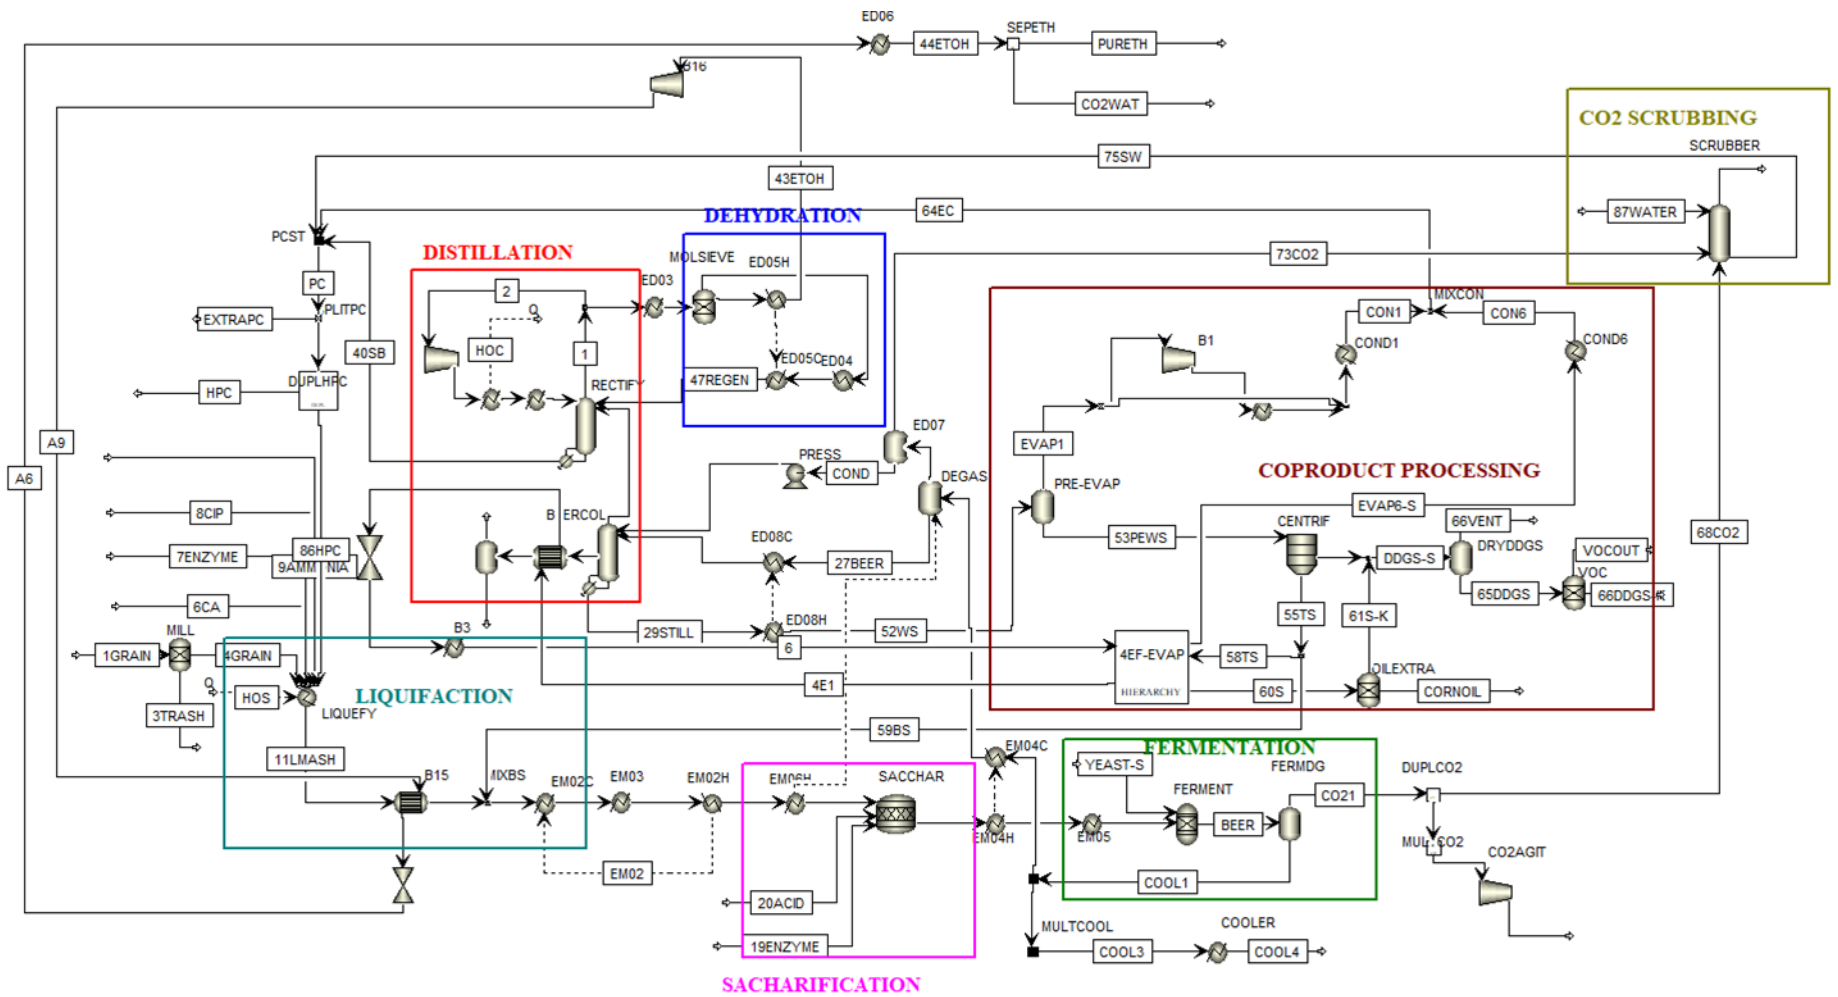 ED06
44ETOH
SEPETH
PURETH
B16
CO2WAT
CO2 SCRUBBING
SCRUBBER
75SW
43ETOH
87WATER
64EC
DEHYDRATION
PCST
DISTILLATION
MOLSIEVE
ED05H
73CO2
ED03
PC
2
Q
MIXCON
CON1
CON6
EXTRAPC
PLITPC
HOC
40SB
1
B1
COND1
COND6
ED05C
ED04
47REGEN
DUPLHPC
RECTIFY
HPC
A9
A6
EVAP1
ED07
PRESS
COND
DEGAS
COPRODUCT PROCESSING
PRE-EVAP
EVAP6-S
8CIP
B ERCOL
53PEWS
CENTRIF
66VENT
DRYDDGS
68CO2
86HPC
7ENZYME
9AMM NIA
ED08C
27BEER
DDGS-S
VOCOUT
VOC
65DDGS
66DDGS-R
6CA
55TS
61S-K
MILL
B3
29STILL
ED08H
52WS
6
1GRAIN
4GRAIN
4EF-EVAP
HIERARCHY
58TS
OILEXTRA
Q
HOS
LIQUIFACTION
4E1
60S
CORNOIL
3TRASH
LIQUEFY
59BS
11LMASH
EM04C
FERMENTATION
YEAST-S
FERMDG
B15
MIXBS
EM02C
EM03
EM02H
EM06H
SACCHAR
FERMENT
DUPLCO2
CO21
BEER
EM04H
EM05
MUL CO2
CO2AGIT
EM02
COOL1
20ACID
MULTCOOL
COOLER
19ENZYME
COOL3
COOL4
SACHARIFICATION